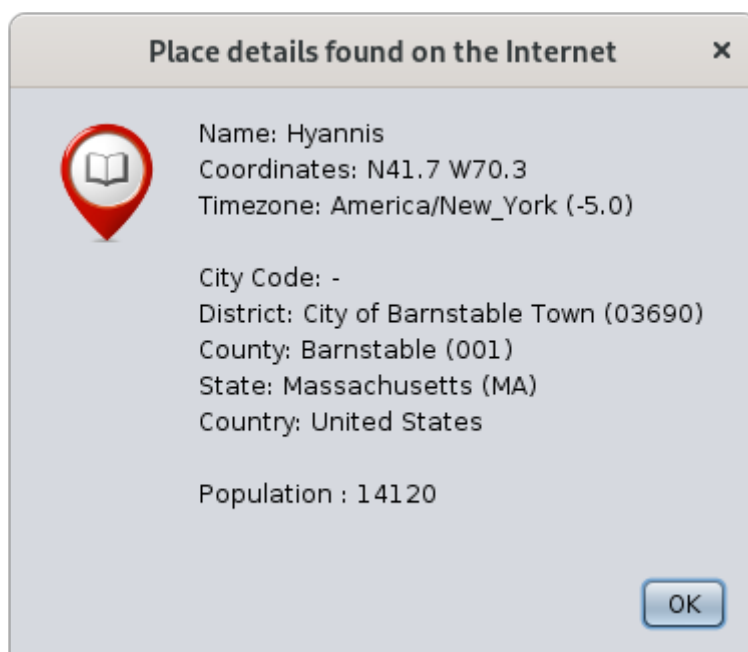 Place details found on the Internet ×
Name: Hyannis
Coordinates: N41.7 W70.3
Timezone: America/New_York (-5.0)
City Code: -
District: City of Barnstable Town (03690)
County: Barnstable (001)
State: Massachusetts (MA)
Country: United States
Population : 14120
OK